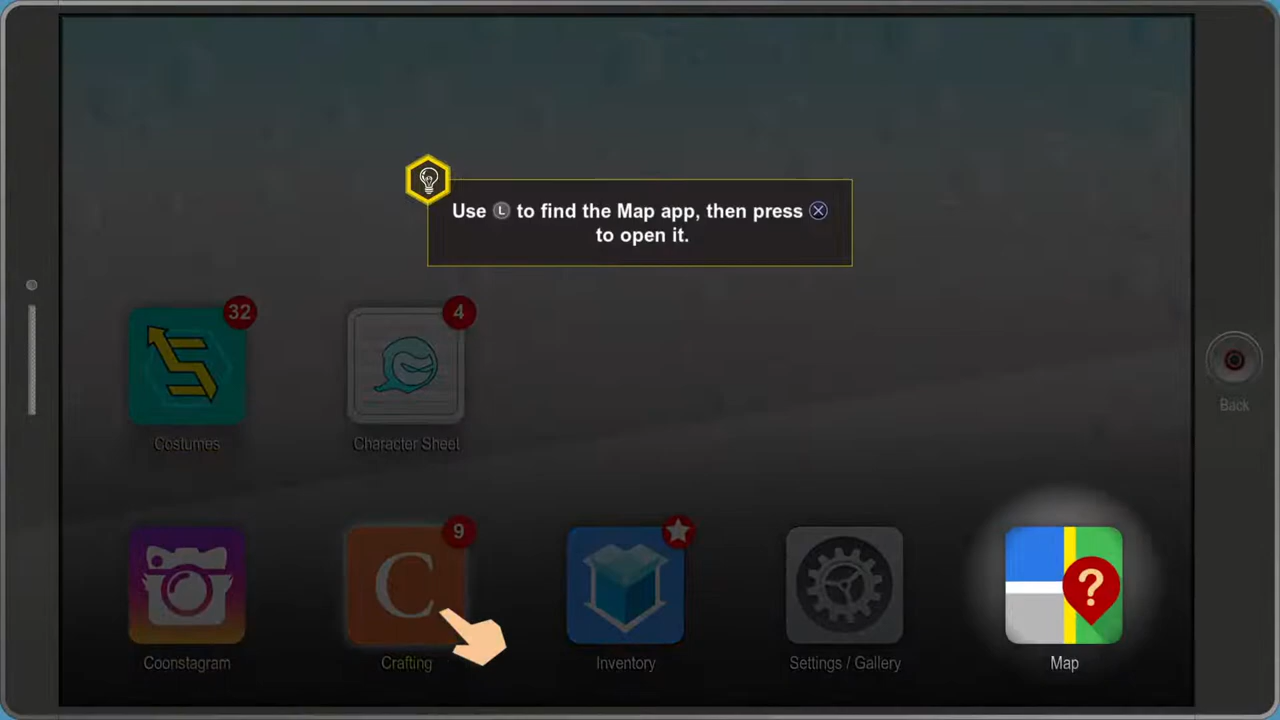 Use L to find the Map app, then press X
to open it.
32
4
Costumes
Character Sheet
Back
9
C
?
Coonstagram
Crafting
Inventory
Settings / Gallery
Map